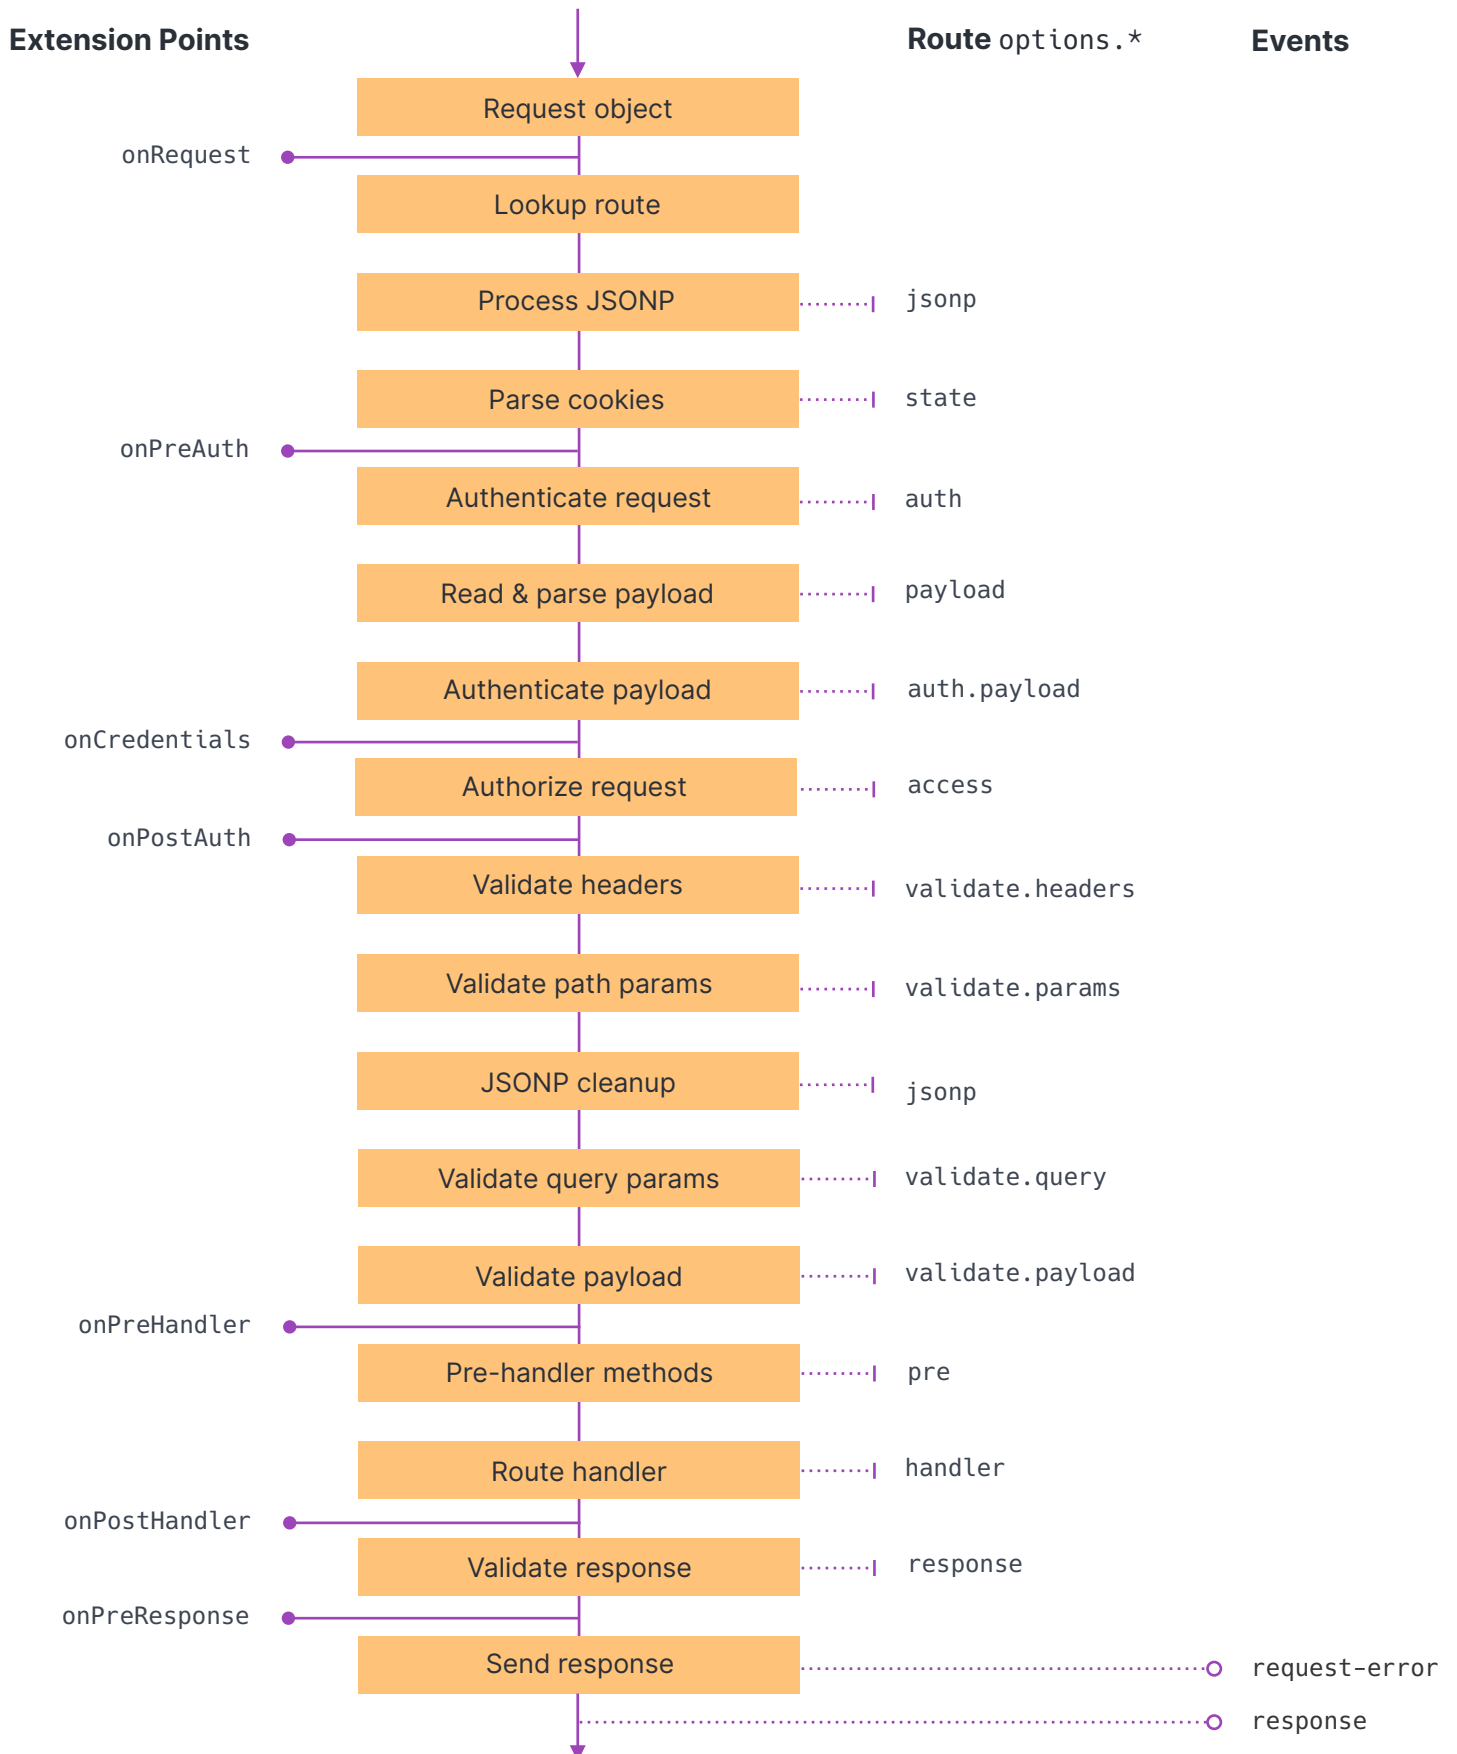 Extension Points
Route options.*
Events
Request object
onRequest
Lookup route
Process JSONP
jsonp
Parse cookies
state
onPreAuth
Authenticate request
auth
Read & parse payload
payload
Authenticate payload
auth.payload
onCredentials
Authorize request
access
onPostAuth
Validate headers
validate.headers
Validate path params
validate.params
JSONP cleanup
jsonp
Validate query params
validate.query
Validate payload
validate.payload
onPreHandler
Pre-handler methods
pre
Route handler
handler
onPostHandler
Validate response
response
onPreResponse
Send response
request-error
response